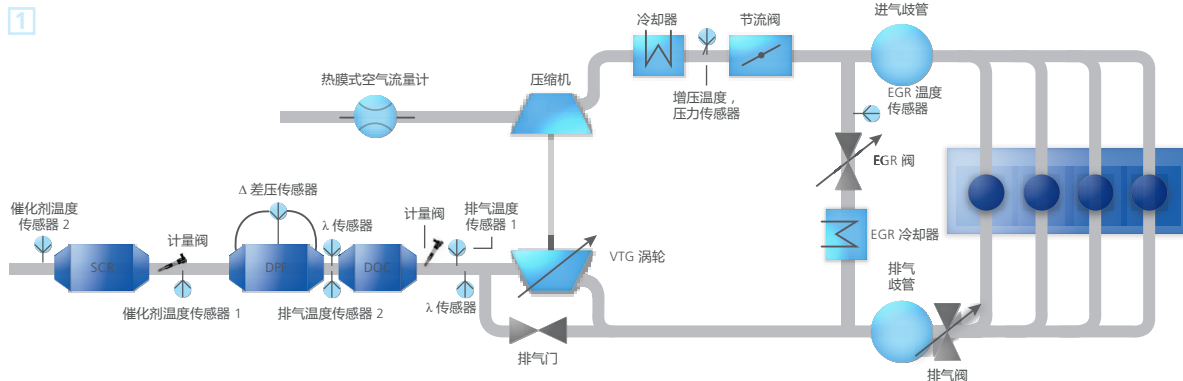 1
冷却器
节流阀
进气歧管
热膜式空气流量计
压缩机
增压温度，
压力传感器
EGR 温度
传感器
EGR 阀
Δ 差压传感器
催化剂温度
传感器 2
计量阀
λ 传感器
计量阀
排气温度
传感器 1
EGR 冷却器
VTG 涡轮
SCR
DPF
DOC
排气
歧管
催化剂温度传感器 1
排气温度传感器 2
λ 传感器
排气门
排气阀